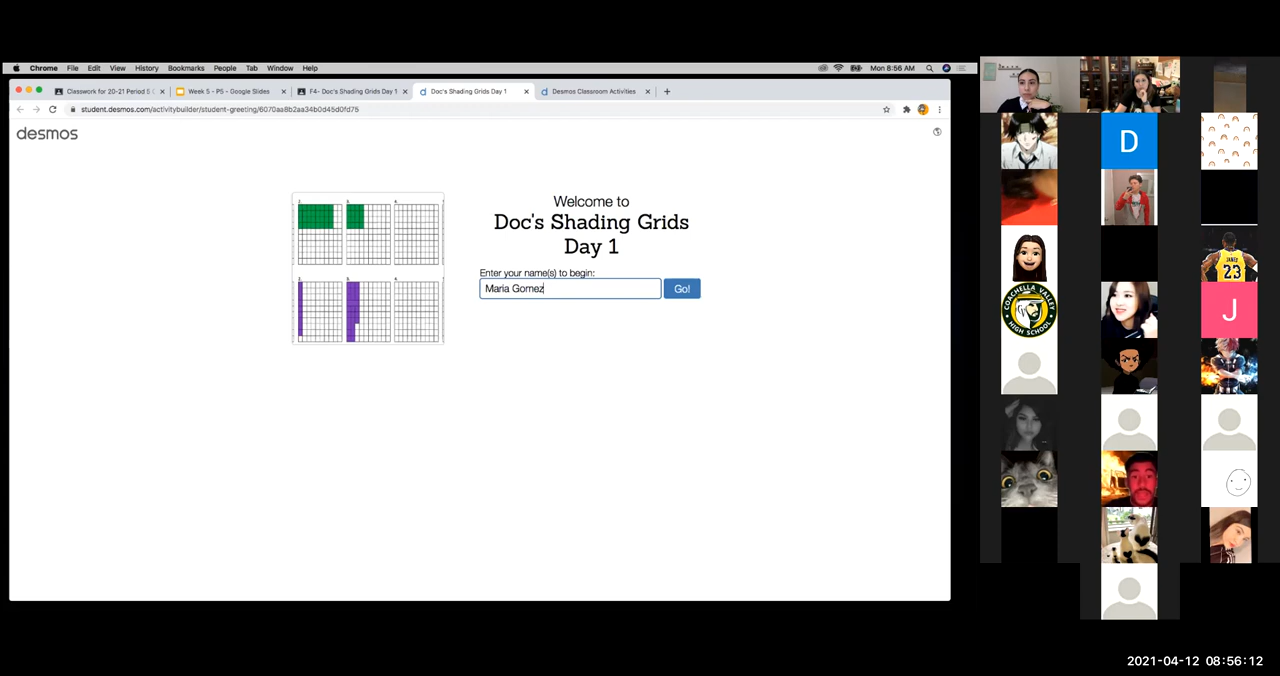 Chrome File Edit View History Bookmarks People Tab Window Help Mon 8:56 AM
Classwork for 20-21 Period 5 Week 5 - P5 - Google Slides F4- Doc's Shading Grids Day 1 Doc's Shading Grids Day 1 Desmos Classroom Activities
student.desmos.com/activitybuilder/student-greeting/6070aa8b2aa34b0d45d0fd75
desmos
Welcome to
Doc's Shading Grids
Day 1
Enter your name(s) to begin:
Maria Gomez Go!
D
JAMES
23
COACHELLA VALLEY
HIGH SCHOOL
J
2021-04-12 08:56:12